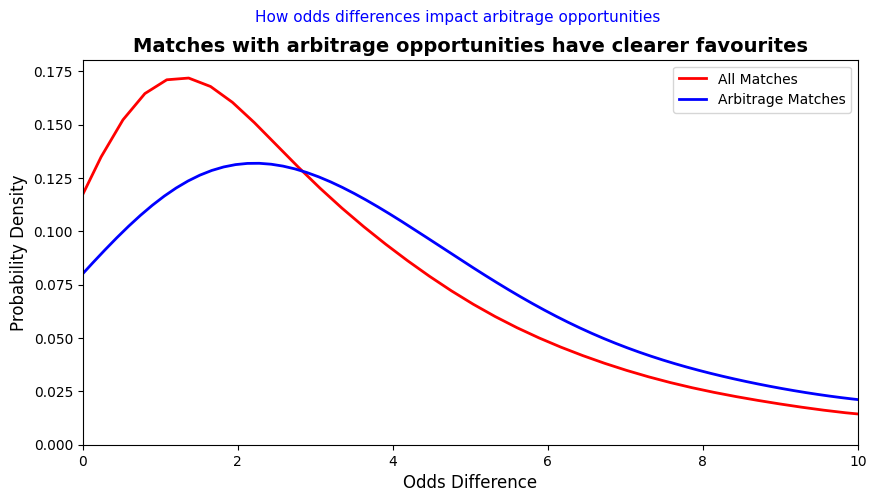 How odds differences impact arbitrage opportunities
Matches with arbitrage opportunities have clearer favourites
All Matches
Arbitrage Matches
Probability Density
0.175
0.150
0.125
0.100
0.075
0.050
0.025
0.000
0 2 4 6 8 10
Odds Difference